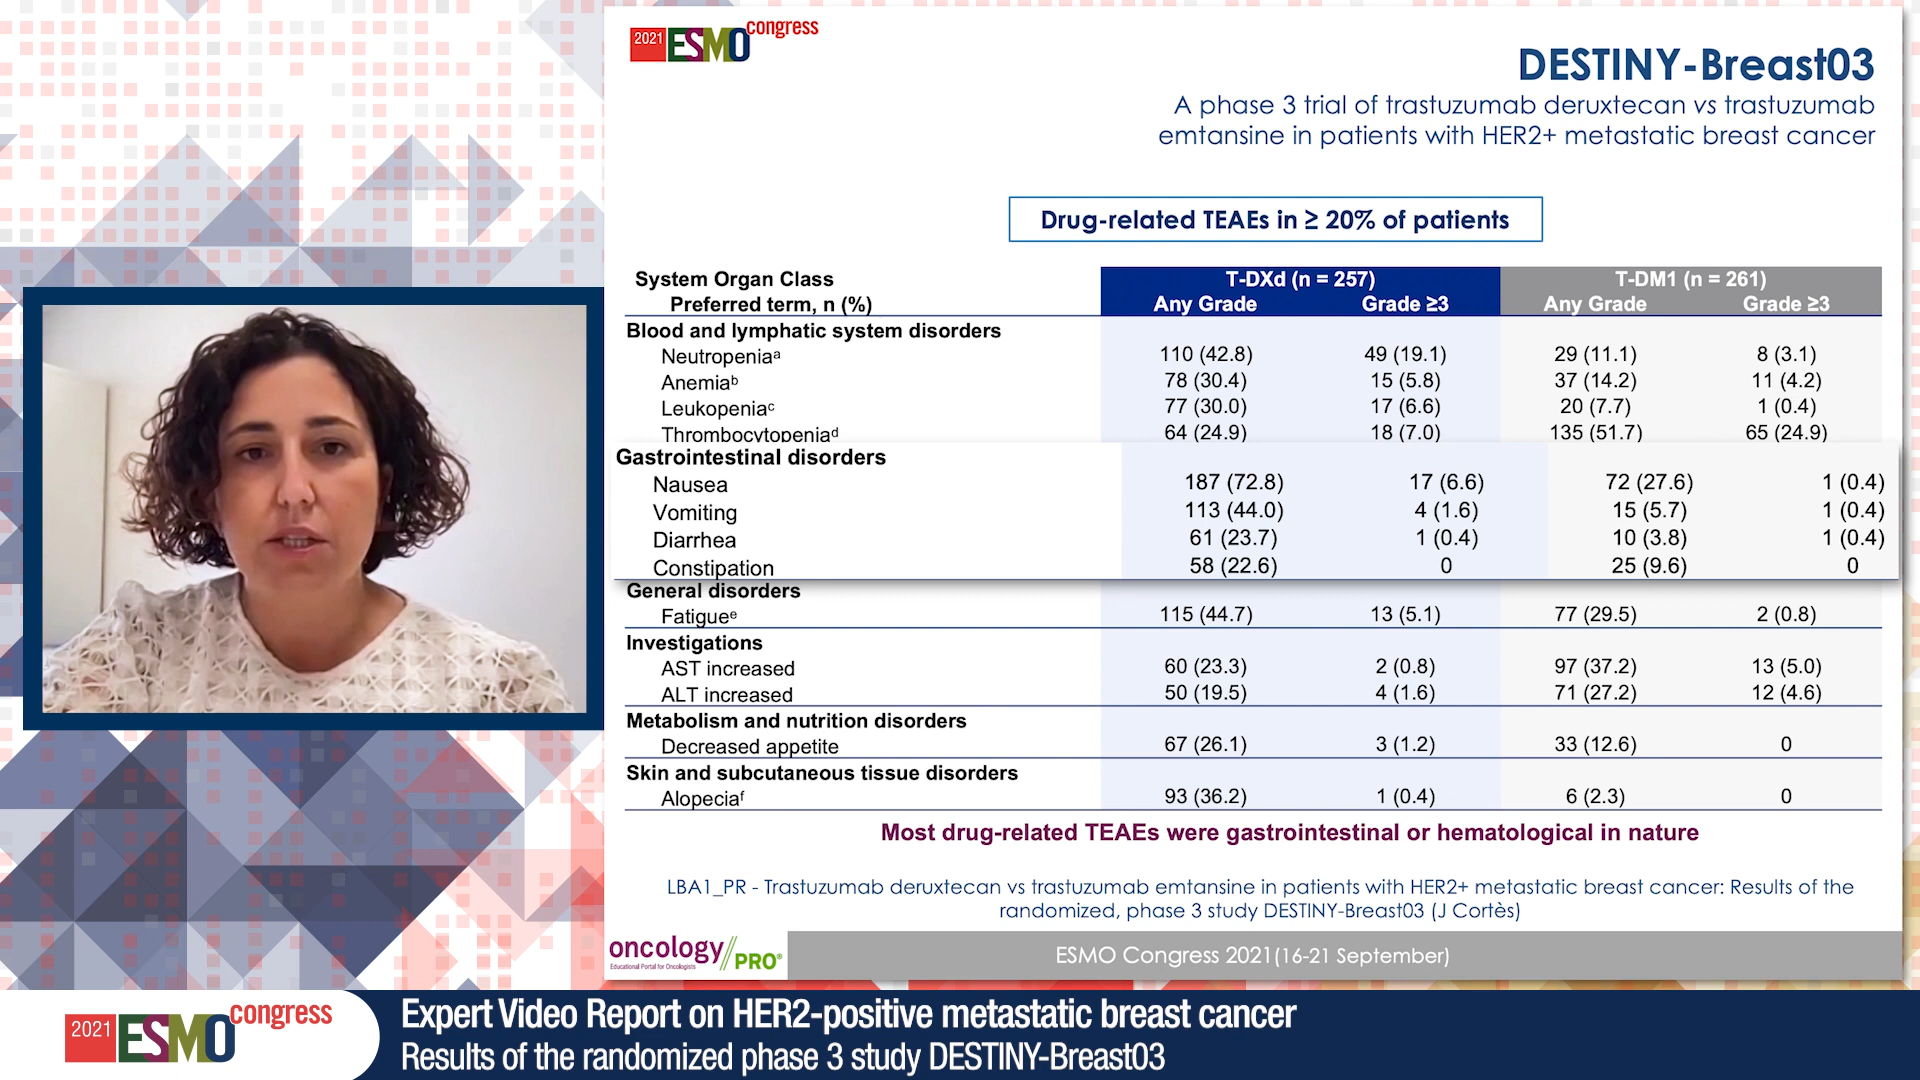 2021 ESMO congress
DESTINY-Breast03
A phase 3 trial of trastuzumab deruxtecan vs trastuzumab
emtansine in patients with HER2+ metastatic breast cancer
Drug-related TEAEs in ≥ 20% of patients
System Organ Class T-DXd (n = 257) T-DM1 (n = 261)
Preferred term, n (%) Any Grade Grade ≥3 Any Grade Grade ≥3
Blood and lymphatic system disorders
Neutropeniaᵃ 110 (42.8) 49 (19.1) 29 (11.1) 8 (3.1)
Anemiaᵇ 78 (30.4) 15 (5.8) 37 (14.2) 11 (4.2)
Leukopeniaᶜ 77 (30.0) 17 (6.6) 20 (7.7) 1 (0.4)
Thrombocytopeniaᵈ 64 (24.9) 18 (7.0) 135 (51.7) 65 (24.9)
Gastrointestinal disorders
Nausea 187 (72.8) 17 (6.6) 72 (27.6) 1 (0.4)
Vomiting 113 (44.0) 4 (1.6) 15 (5.7) 1 (0.4)
Diarrhea 61 (23.7) 1 (0.4) 10 (3.8) 1 (0.4)
Constipation 58 (22.6) 0 25 (9.6) 0
General disorders
Fatigueᵉ 115 (44.7) 13 (5.1) 77 (29.5) 2 (0.8)
Investigations
AST increased 60 (23.3) 2 (0.8) 97 (37.2) 13 (5.0)
ALT increased 50 (19.5) 4 (1.6) 71 (27.2) 12 (4.6)
Metabolism and nutrition disorders
Decreased appetite 67 (26.1) 3 (1.2) 33 (12.6) 0
Skin and subcutaneous tissue disorders
Alopeciaᶠ 93 (36.2) 1 (0.4) 6 (2.3) 0
Most drug-related TEAEs were gastrointestinal or hematological in nature
LBA1_PR - Trastuzumab deruxtecan vs trastuzumab emtansine in patients with HER2+ metastatic breast cancer: Results of the
randomized, phase 3 study DESTINY-Breast03 (J Cortès)
oncology PRO®
Educational Portal for Oncologists
ESMO Congress 2021(16-21 September)
2021 ESMO congress
Expert Video Report on HER2-positive metastatic breast cancer
Results of the randomized phase 3 study DESTINY-Breast03